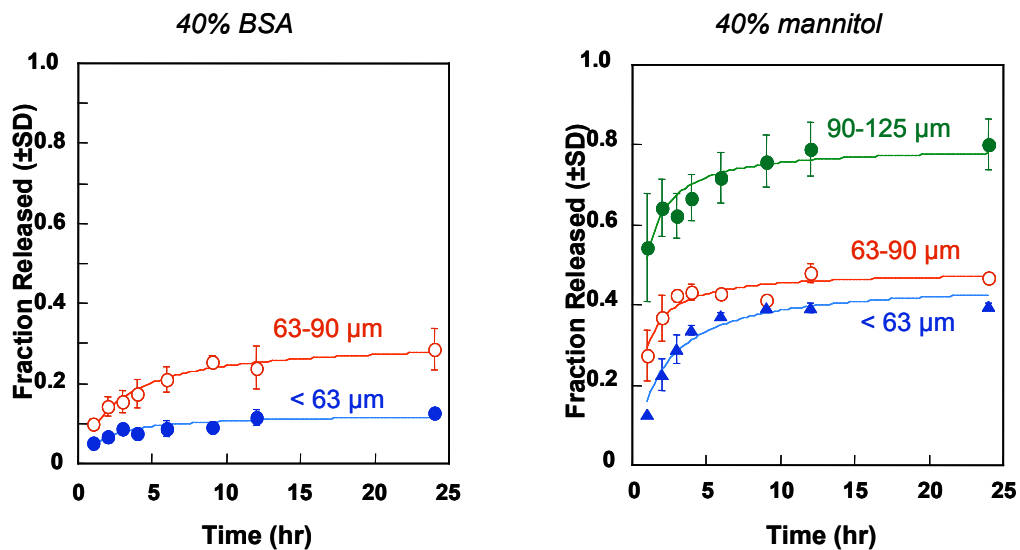 40% BSA
1.0
0.8
0.6
0.4
0.2
0
0
5
10
15
20
25
Fraction Released (±SD)
Time (hr)
63-90 µm
< 63 µm
40% mannitol
1.0
0.8
0.6
0.4
0.2
0
0
5
10
15
20
25
Fraction Released (±SD)
Time (hr)
90-125 µm
63-90 µm
< 63 µm